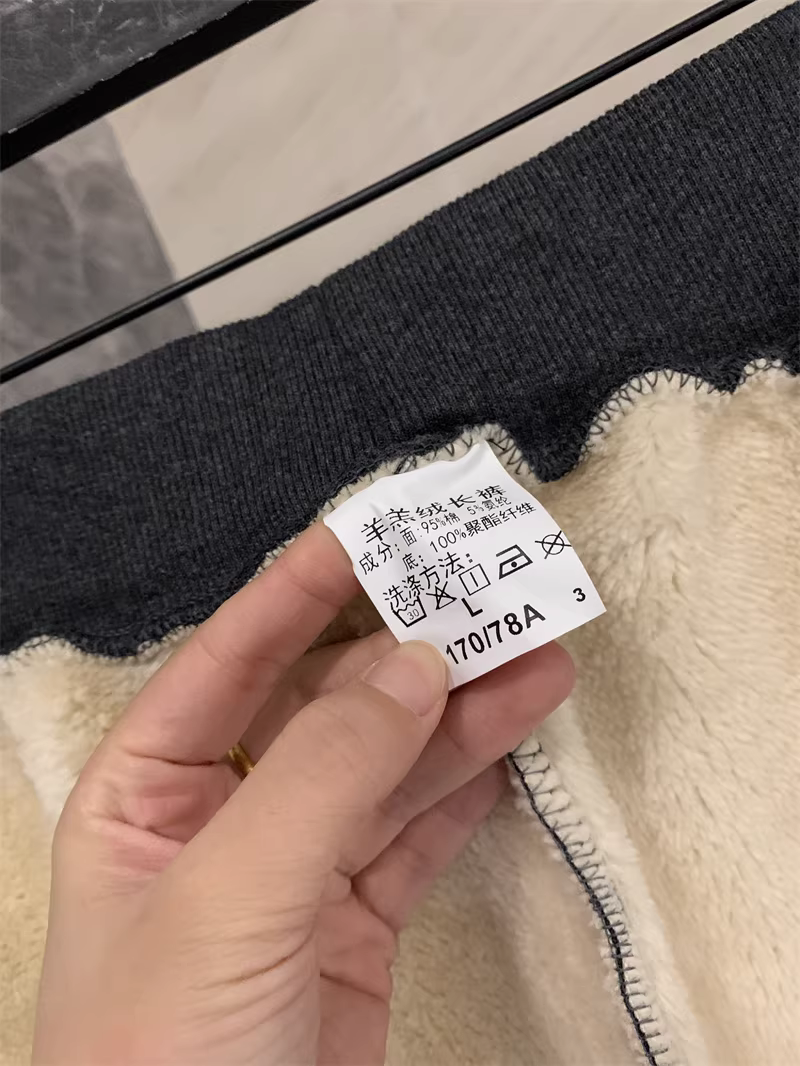 羊羔绒长裤
成分：面：95%棉 5%氨纶
底：100%聚酯纤维
洗涤方法：
30
L
170/78A
3